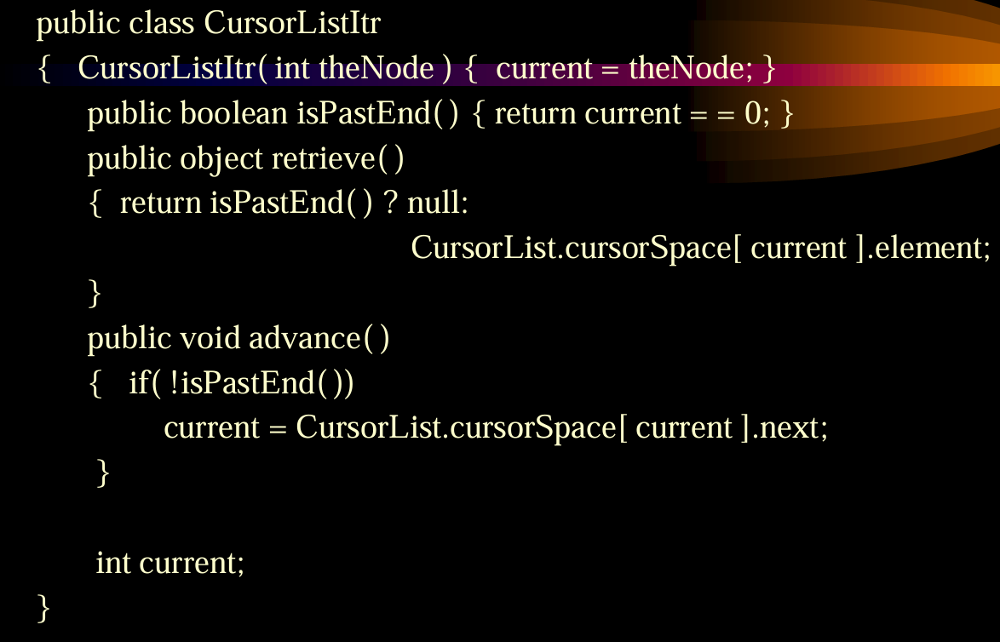 public class CursorListItr
{ CursorListItr( int theNode ) { current = theNode; }
public boolean isPastEnd( ) { return current = = 0; }
public object retrieve( )
{ return isPastEnd( ) ? null:
CursorList.cursorSpace[ current ].element;
}
public void advance( )
{ if( !isPastEnd( ))
current = CursorList.cursorSpace[ current ].next;
}
int current;
}